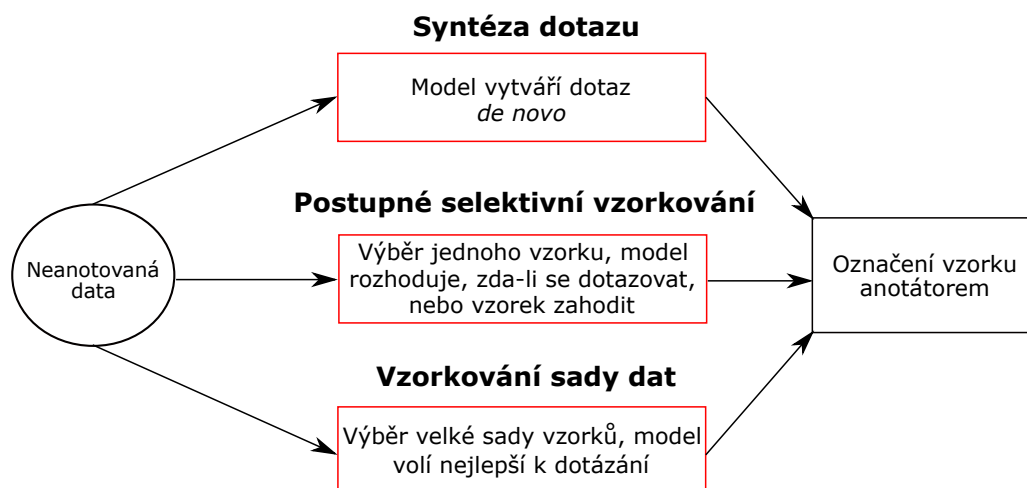 Syntéza dotazu
Model vytváří dotaz
de novo
Postupné selektivní vzorkování
Neanotovaná
data
Výběr jednoho vzorku, model
rozhoduje, zda-li se dotazovat,
nebo vzorek zahodit
Označení vzorku
anotátorem
Vzorkování sady dat
Výběr velké sady vzorků, model
volí nejlepší k dotázání